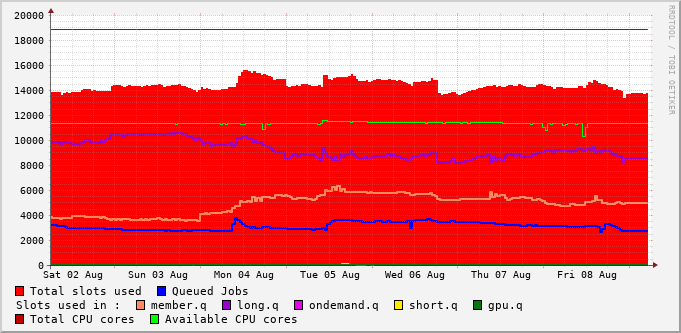 20000
18000
16000
14000
12000
10000
8000
6000
4000
2000
0
Sat 02 Aug Sun 03 Aug Mon 04 Aug Tue 05 Aug Wed 06 Aug Thu 07 Aug Fri 08 Aug
Total slots used Queued Jobs
Slots used in : member.q long.q ondemand.q short.q gpu.q
Total CPU cores Available CPU cores
RRDTOOL / TOBI OETIKER